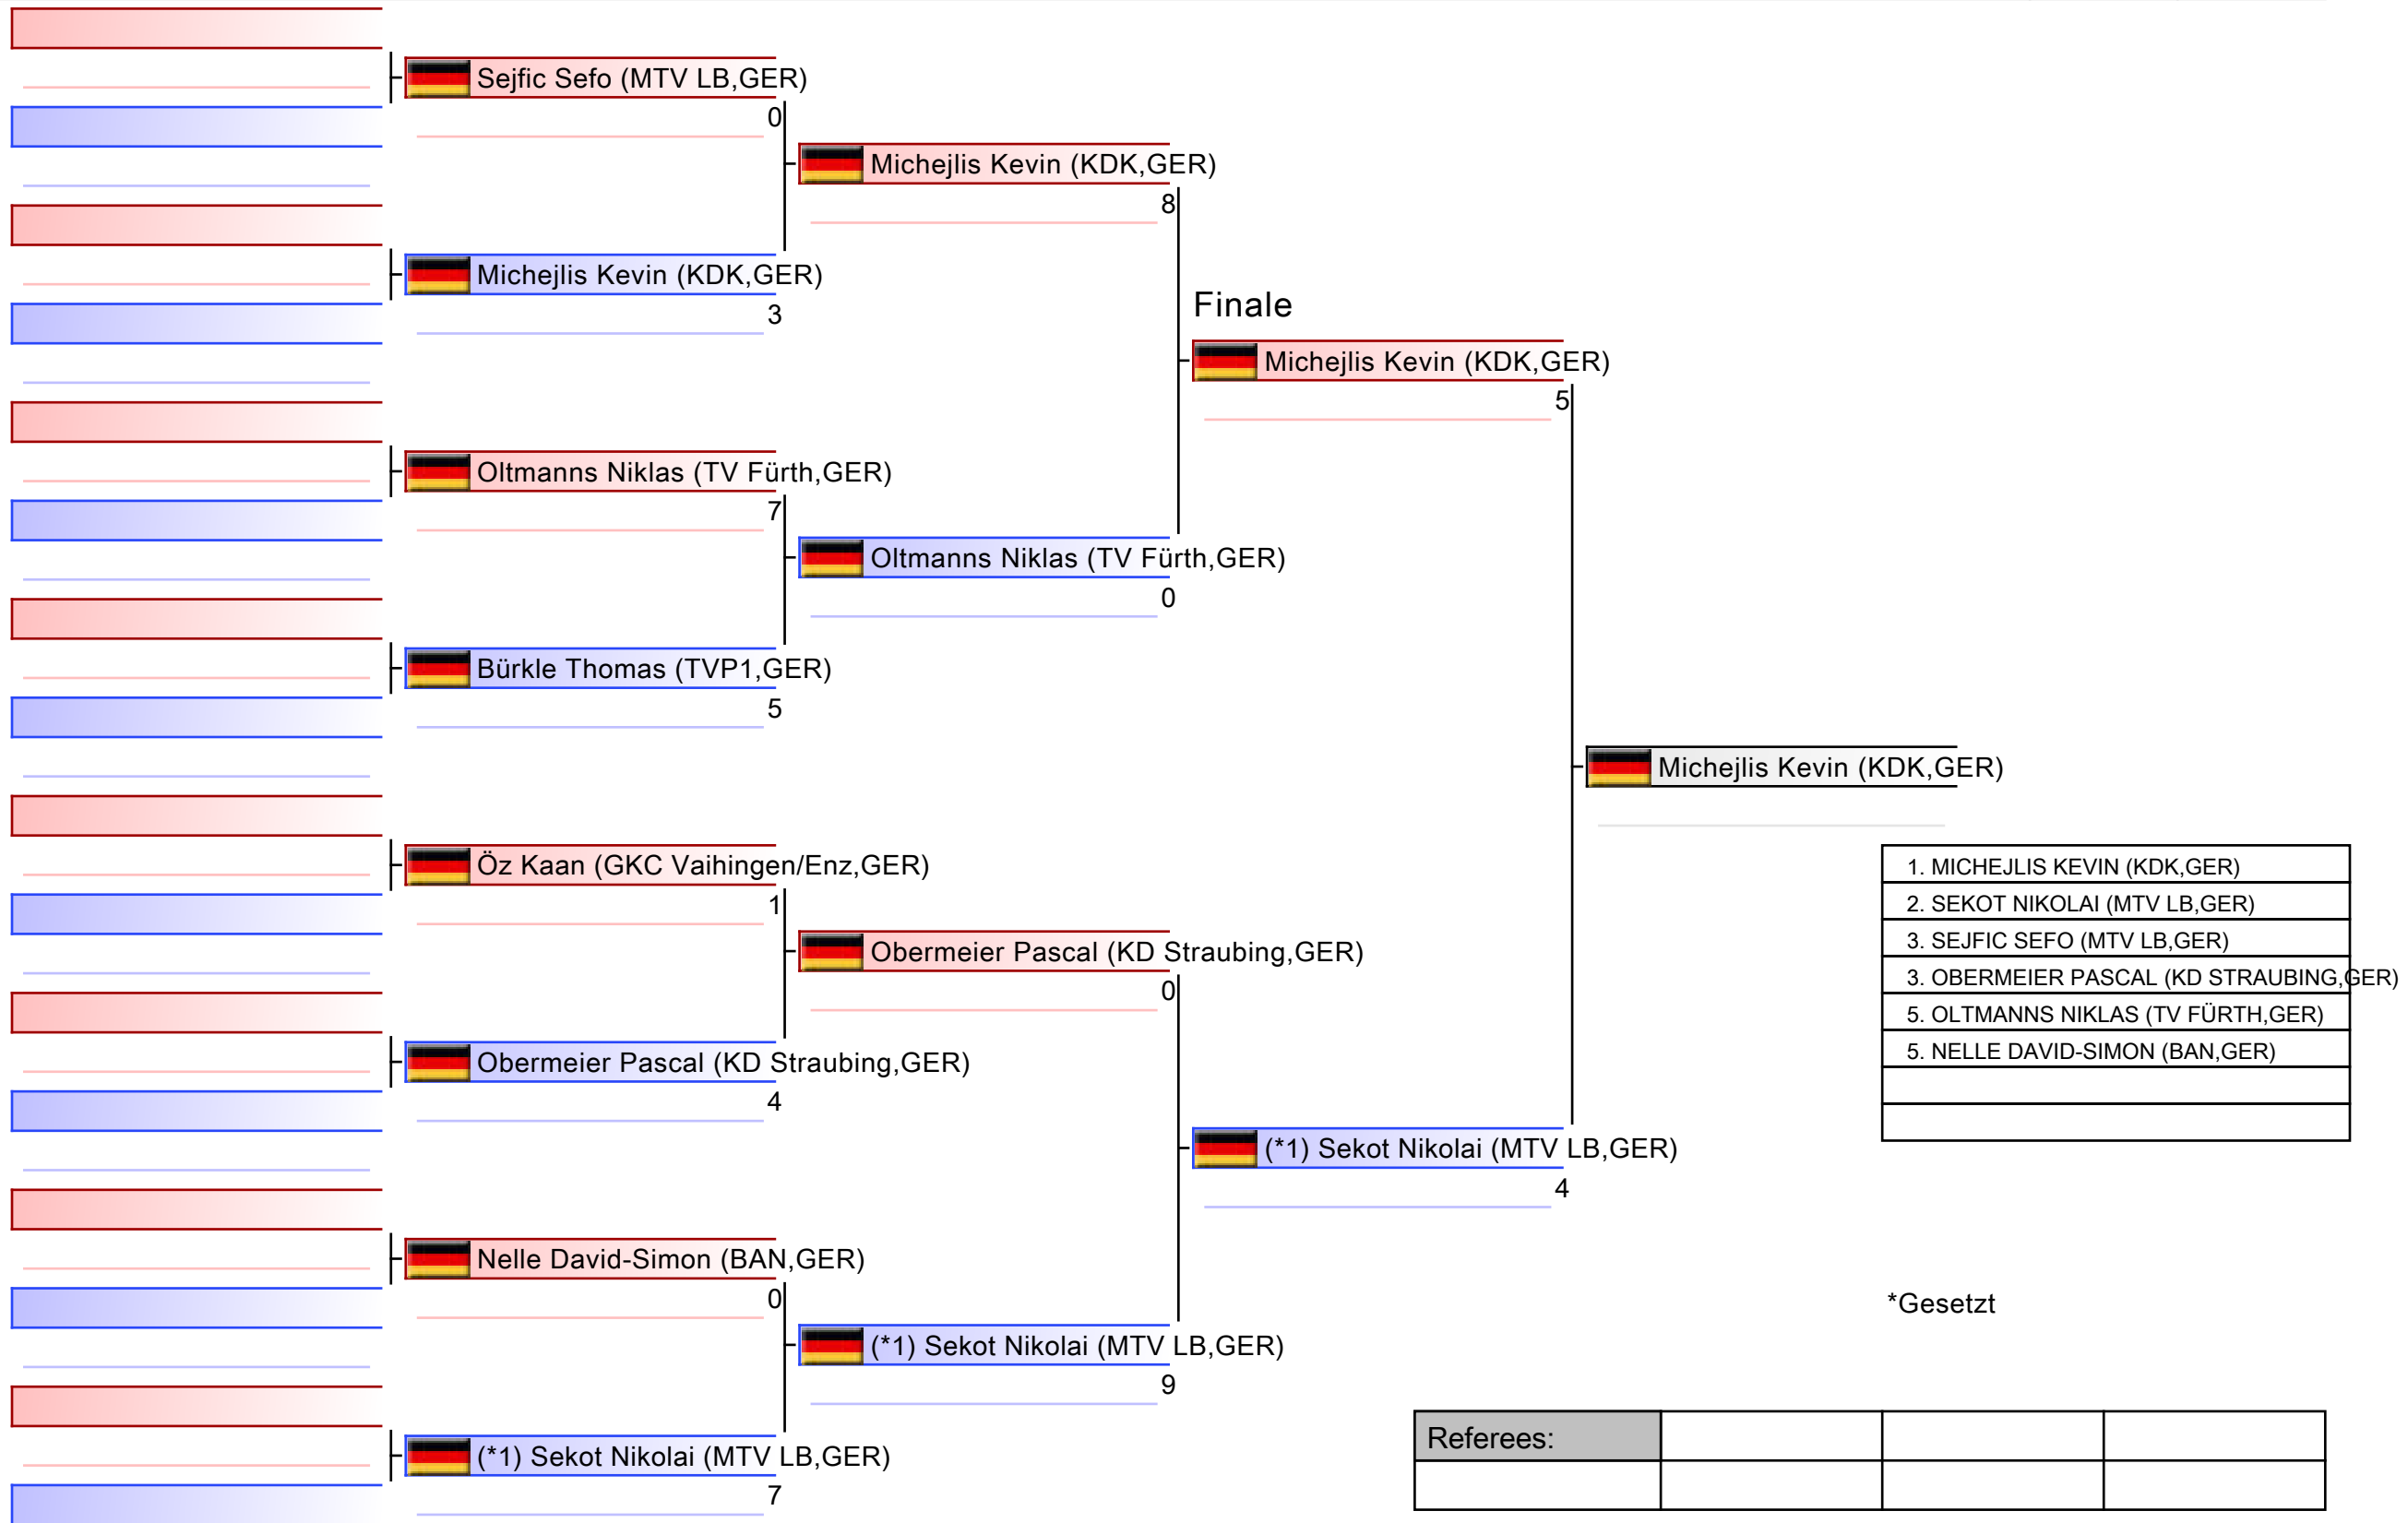 Sejfic Sefo (MTV LB,GER)
0
Michejlis Kevin (KDK,GER)
8
Michejlis Kevin (KDK,GER)
3
Finale
Michejlis Kevin (KDK,GER)
5
Oltmanns Niklas (TV Fürth,GER)
7
Oltmanns Niklas (TV Fürth,GER)
0
Bürkle Thomas (TVP1,GER)
5
Michejlis Kevin (KDK,GER)
Öz Kaan (GKC Vaihingen/Enz,GER)
1
Obermeier Pascal (KD Straubing,GER)
0
Obermeier Pascal (KD Straubing,GER)
4
(*1) Sekot Nikolai (MTV LB,GER)
4
Nelle David-Simon (BAN,GER)
0
(*1) Sekot Nikolai (MTV LB,GER)
9
(*1) Sekot Nikolai (MTV LB,GER)
7
1. MICHEJLIS KEVIN (KDK,GER)
2. SEKOT NIKOLAI (MTV LB,GER)
3. SEJFIC SEFO (MTV LB,GER)
3. OBERMEIER PASCAL (KD STRAUBING,GER)
5. OLTMANNS NIKLAS (TV FÜRTH,GER)
5. NELLE DAVID-SIMON (BAN,GER)
*Gesetzt
Referees: